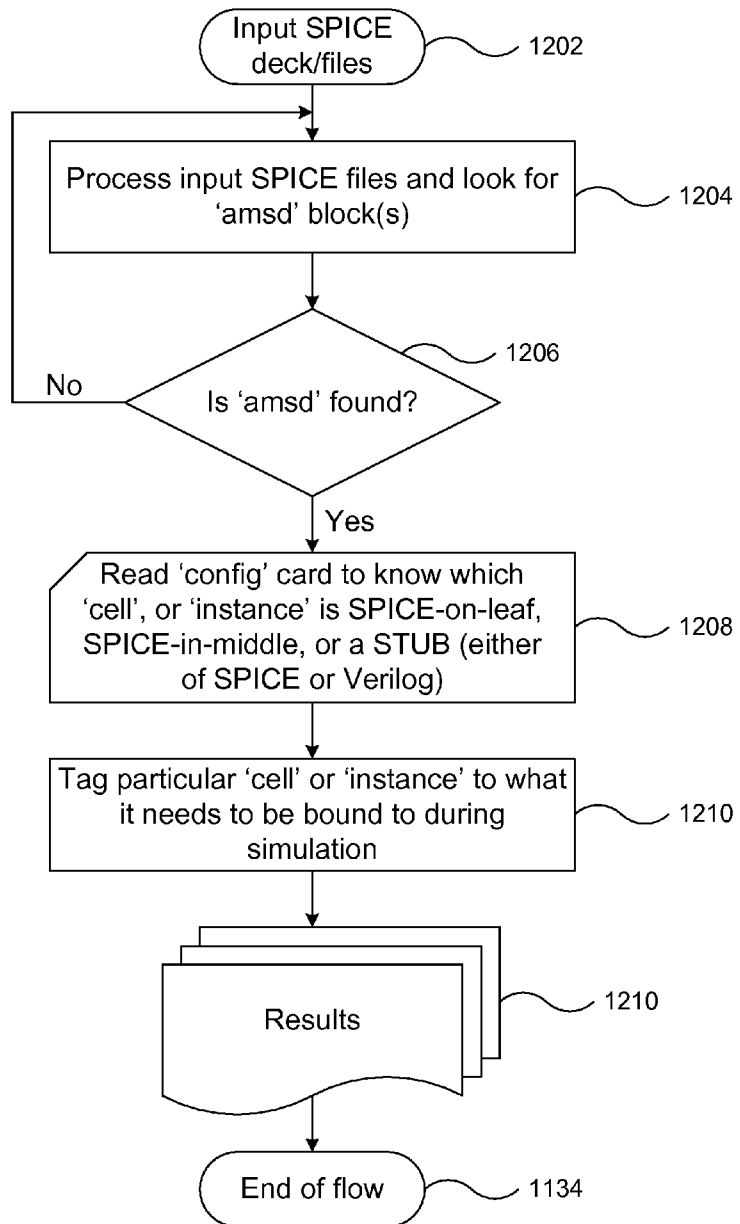 Input SPICE
deck/files
1202
Process input SPICE files and look for
‘amsd’ block(s)
1204
1206
Is ‘amsd’ found?
No
Yes
Read ‘config’ card to know which
‘cell’, or ‘instance’ is SPICE-on-leaf,
SPICE-in-middle, or a STUB (either
of SPICE or Verilog)
1208
Tag particular ‘cell’ or ‘instance’ to what
it needs to be bound to during
simulation
1210
Results
1210
End of flow
1134